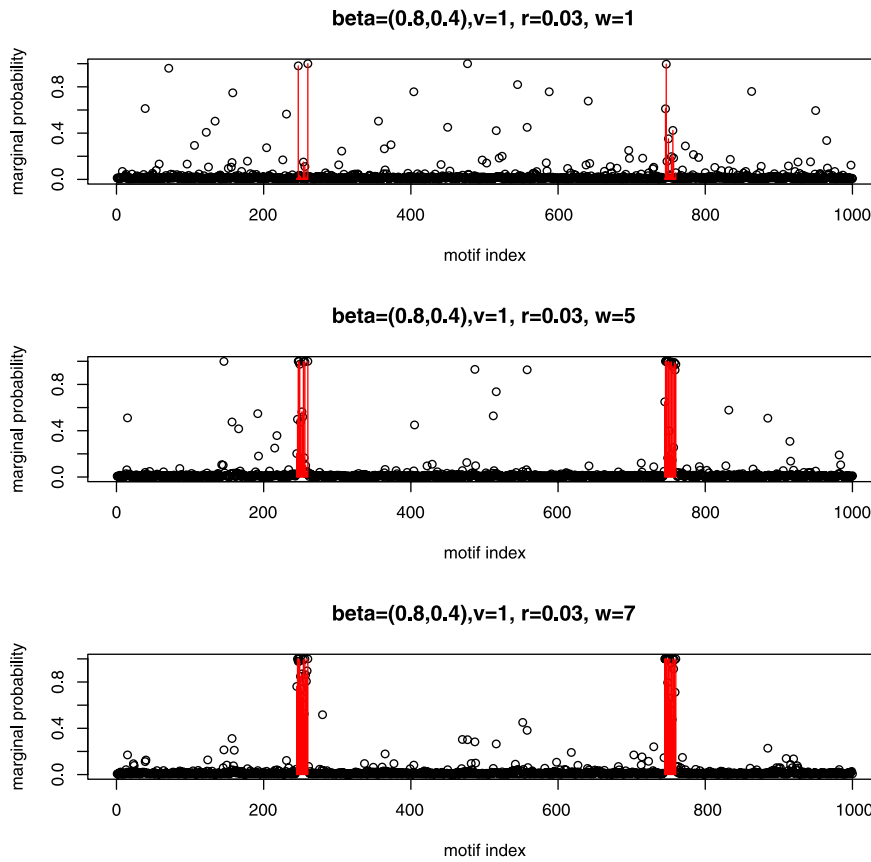 beta=(0.8,0.4),v=1, r=0.03, w=1
marginal probability
0.0 0.4 0.8
0 200 400 600 800 1000
motif index
beta=(0.8,0.4),v=1, r=0.03, w=5
marginal probability
0.0 0.4 0.8
0 200 400 600 800 1000
motif index
beta=(0.8,0.4),v=1, r=0.03, w=7
marginal probability
0.0 0.4 0.8
0 200 400 600 800 1000
motif index